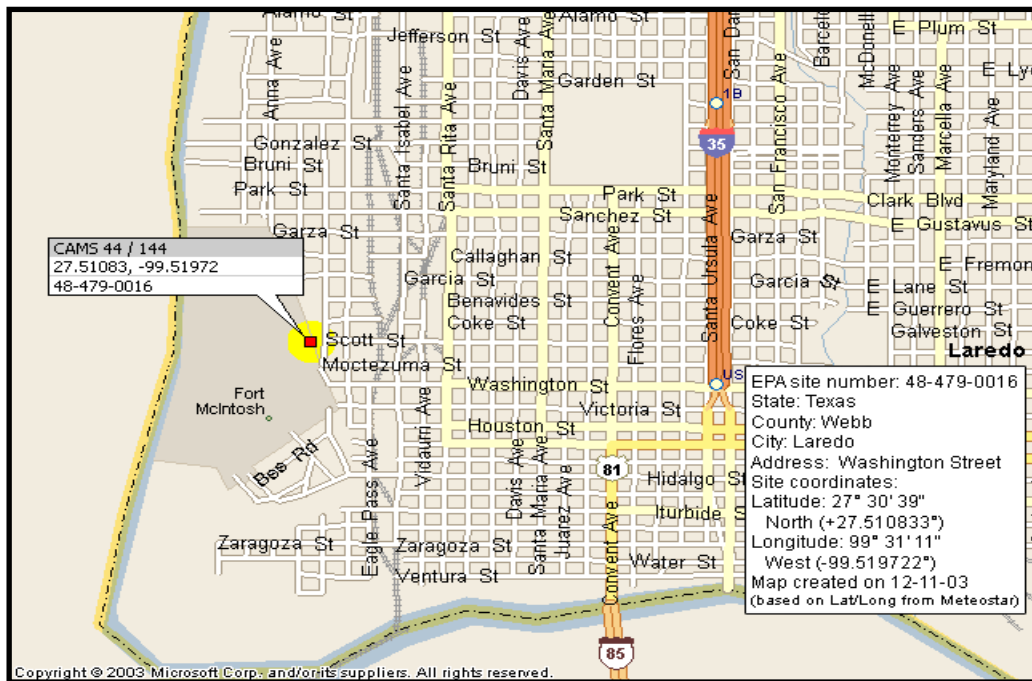 Alamo St
Alamo St
Jefferson St
Davis Ave
Santa Maria Ave
San Dar
Barcel
McDonell
E Plum St
Anna Ave
Santa Isabel Ave
Garden St
1B
San Francisco Ave
E Ly
35
Monterrey Ave
Sanders Ave
Marcella Ave
Maryland Ave
Gonzalez St
Bruni St
Park St
Santa Rita Ave
Bruni St
Park St
Sanchez St
Clark Blvd
E Gustavus St
Garza St
Garza St
CAMS 44 / 144
27.51083, -99.51972
48-479-0016
Callaghan St
Garcia St
Benavides St
Coke St
Convent Ave
Flores Ave
Santa Ursula Ave
Garcia St
Coke St
E Fremon
E Lane St
E Guerrero St
Galveston St
Laredo
Scott St
Moctezuma St
Washington St
US
Victoria St
Houston St
Fort
McIntosh
Bes Rd
Eagle Pass Ave
Vidaurri Ave
Davis Ave
Santa Maria Ave
Juarez Ave
81
Hidalgo St
Iturbide S
Zaragoza St
Zaragoza St
Ventura St
Water St
Convent Ave
85
EPA site number: 48-479-0016
State: Texas
County: Webb
City: Laredo
Address: Washington Street
Site coordinates:
Latitude: 27° 30' 39"
North (+27.510833°)
Longitude: 99° 31' 11"
West (-99.519722°)
Map created on 12-11-03
(based on Lat/Long from Meteostar)
Copyright © 2003 Microsoft Corp. and/or its suppliers. All rights reserved.